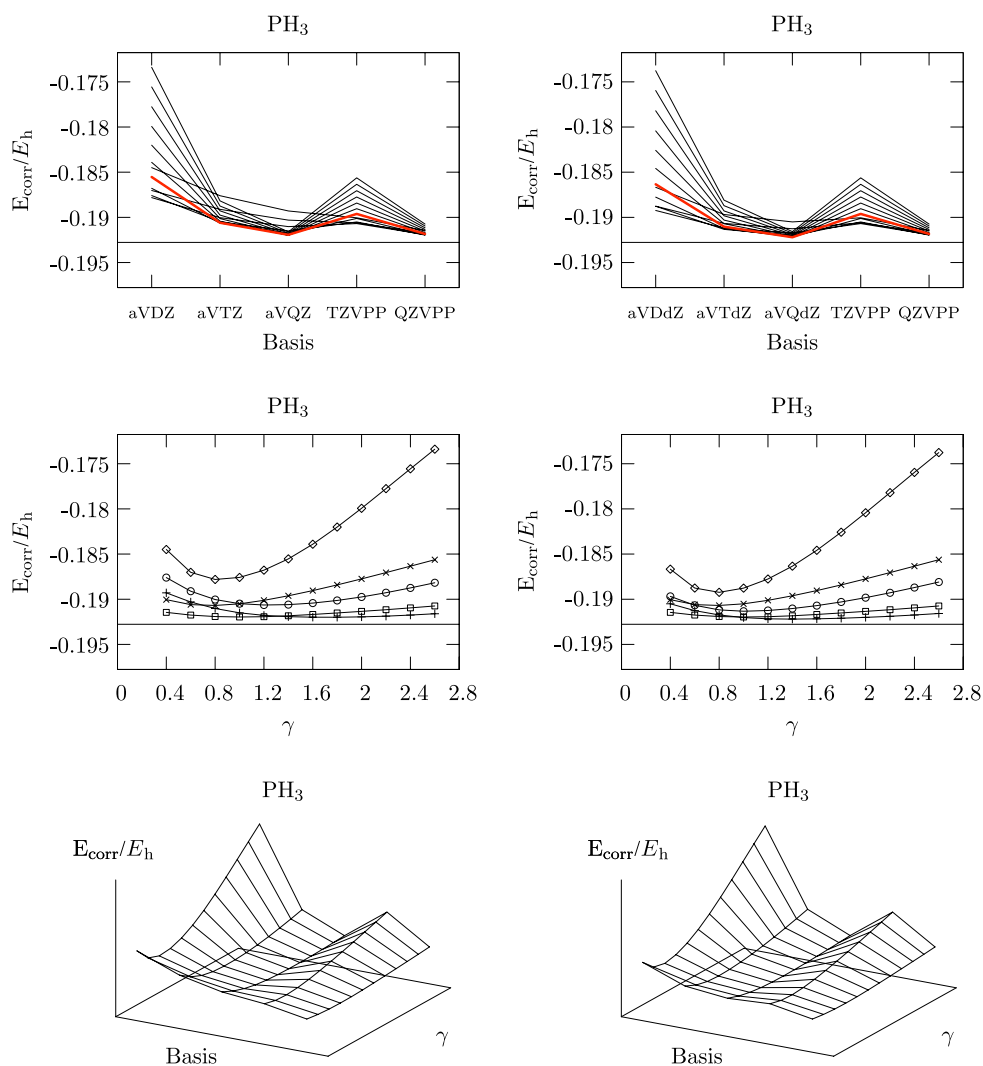 PH3
-0.175
-0.18
-0.185
-0.19
-0.195
Ecorr/Eh
aVDZ aVTZ aVQZ TZVPP QZVPP
Basis
PH3
-0.175
-0.18
-0.185
-0.19
-0.195
Ecorr/Eh
aVDdZ aVTdZ aVQdZ TZVPP QZVPP
Basis
PH3
-0.175
-0.18
-0.185
-0.19
-0.195
Ecorr/Eh
0 0.4 0.8 1.2 1.6 2 2.4 2.8
γ
PH3
-0.175
-0.18
-0.185
-0.19
-0.195
Ecorr/Eh
0 0.4 0.8 1.2 1.6 2 2.4 2.8
γ
PH3
Ecorr/Eh
Basis
γ
PH3
Ecorr/Eh
Basis
γ